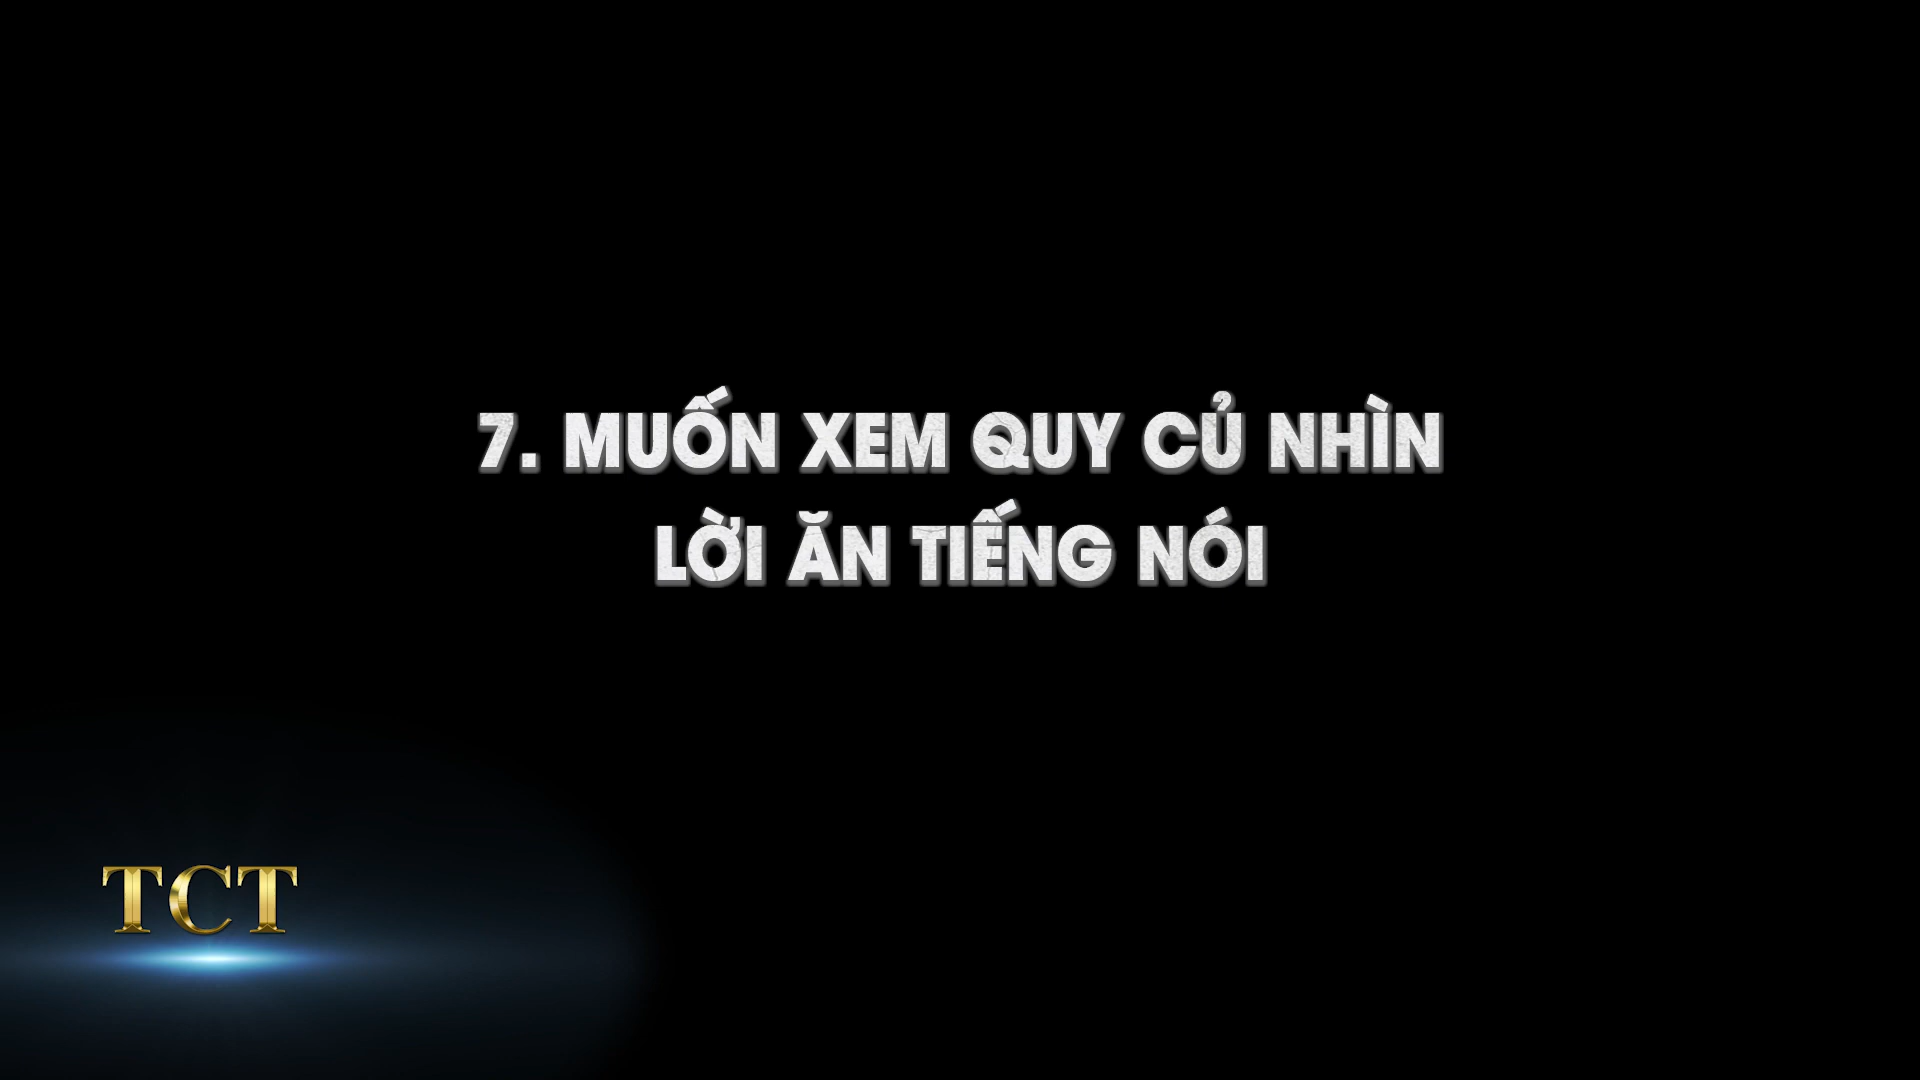 7. MUỐN XEM QUY CỦ NHÌN
LỜI ĂN TIẾNG NÓI
TCT